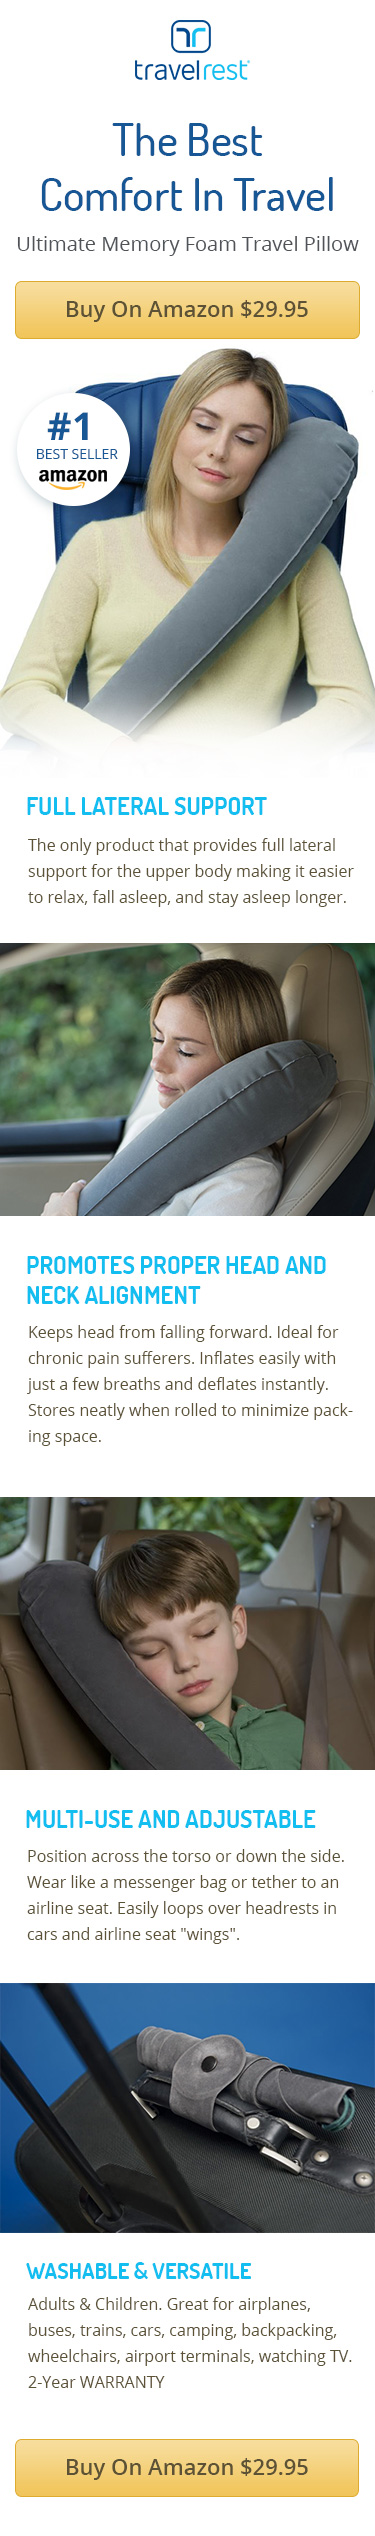 travelrest
The Best
Comfort In Travel
Ultimate Memory Foam Travel Pillow
Buy On Amazon $29.95
#1
BEST SELLER
amazon
FULL LATERAL SUPPORT
The only product that provides full lateral
support for the upper body making it easier
to relax, fall asleep, and stay asleep longer.
PROMOTES PROPER HEAD AND
NECK ALIGNMENT
Keeps head from falling forward. Ideal for
chronic pain sufferers. Inflates easily with
just a few breaths and deflates instantly.
Stores neatly when rolled to minimize pack-
ing space.
MULTI-USE AND ADJUSTABLE
Position across the torso or down the side.
Wear like a messenger bag or tether to an
airline seat. Easily loops over headrests in
cars and airline seat "wings".
WASHABLE & VERSATILE
Adults & Children. Great for airplanes,
buses, trains, cars, camping, backpacking,
wheelchairs, airport terminals, watching TV.
2-Year WARRANTY
Buy On Amazon $29.95